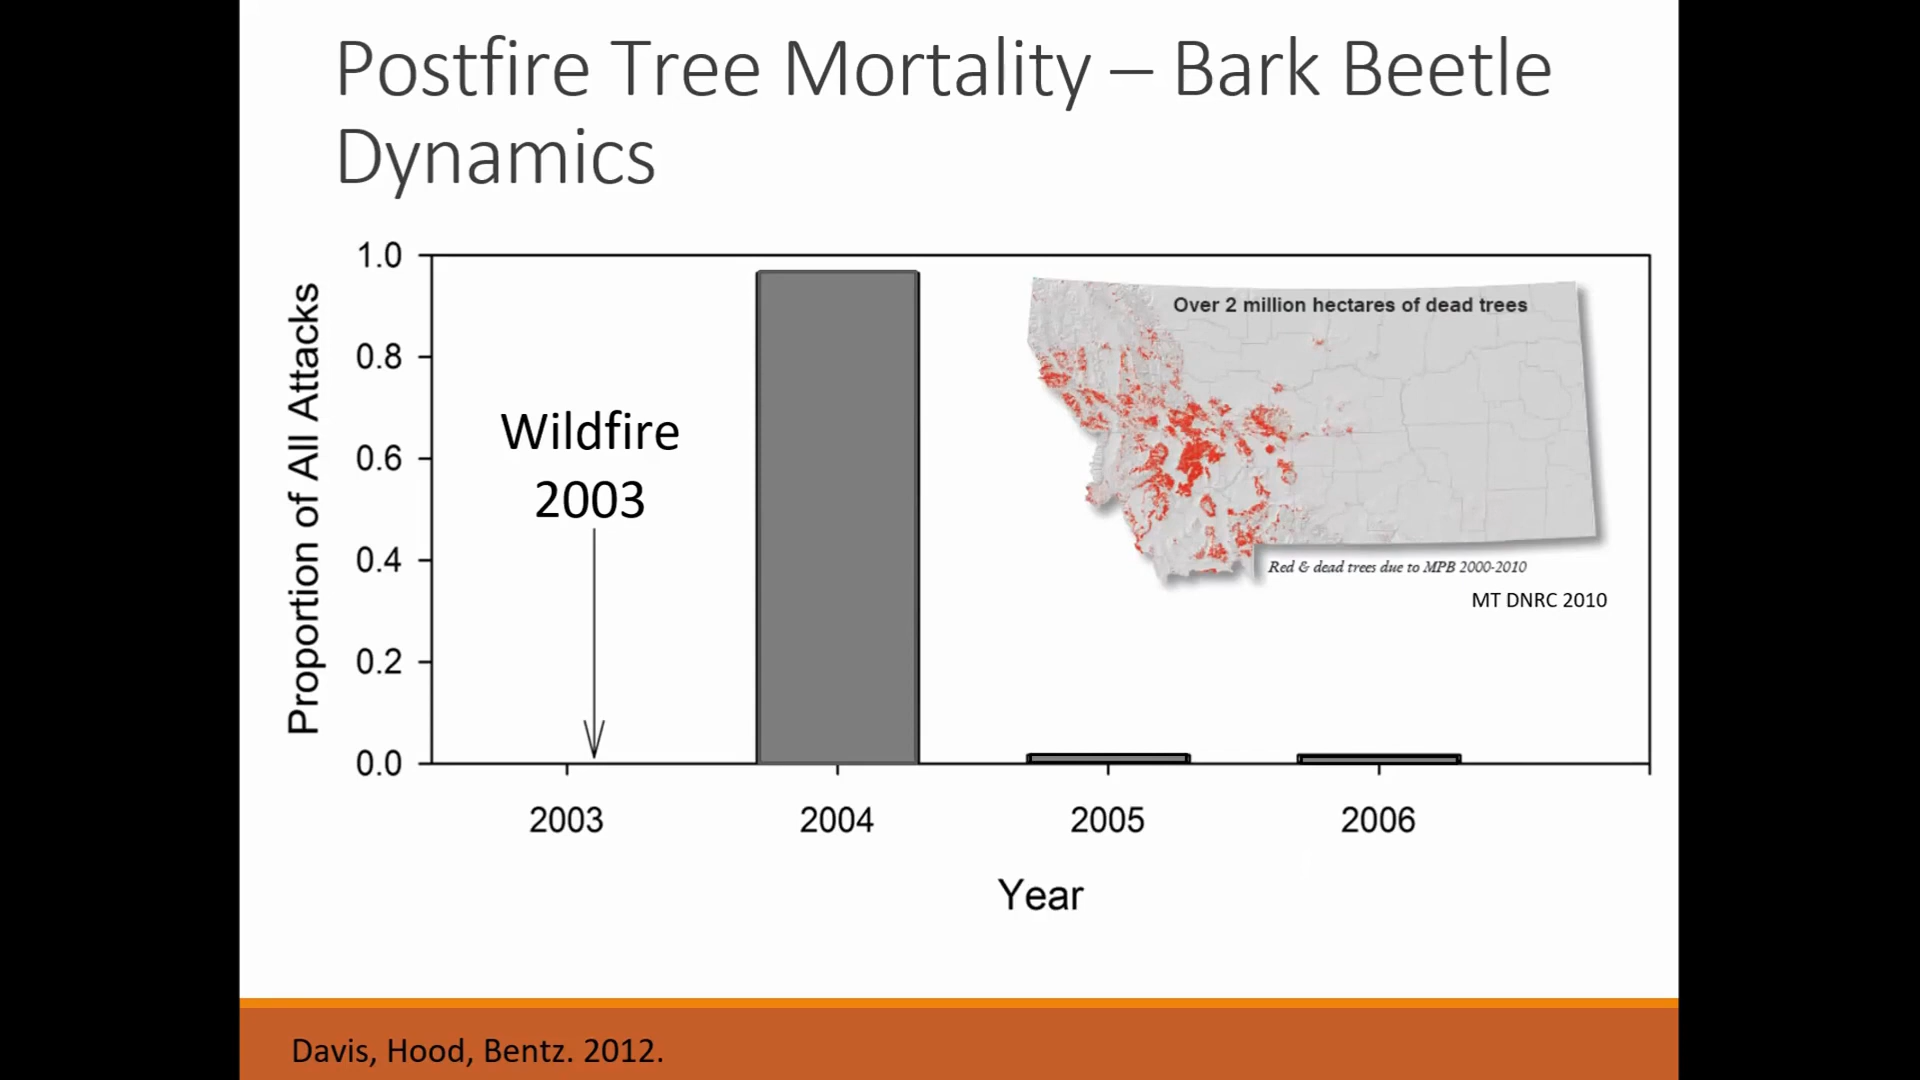 Postfire Tree Mortality – Bark Beetle
Dynamics
Proportion of All Attacks
1.0
0.8
0.6
0.4
0.2
0.0
Wildfire
2003
Over 2 million hectares of dead trees
Red & dead trees due to MPB 2000-2010
MT DNRC 2010
2003 2004 2005 2006
Year
Davis, Hood, Bentz. 2012.